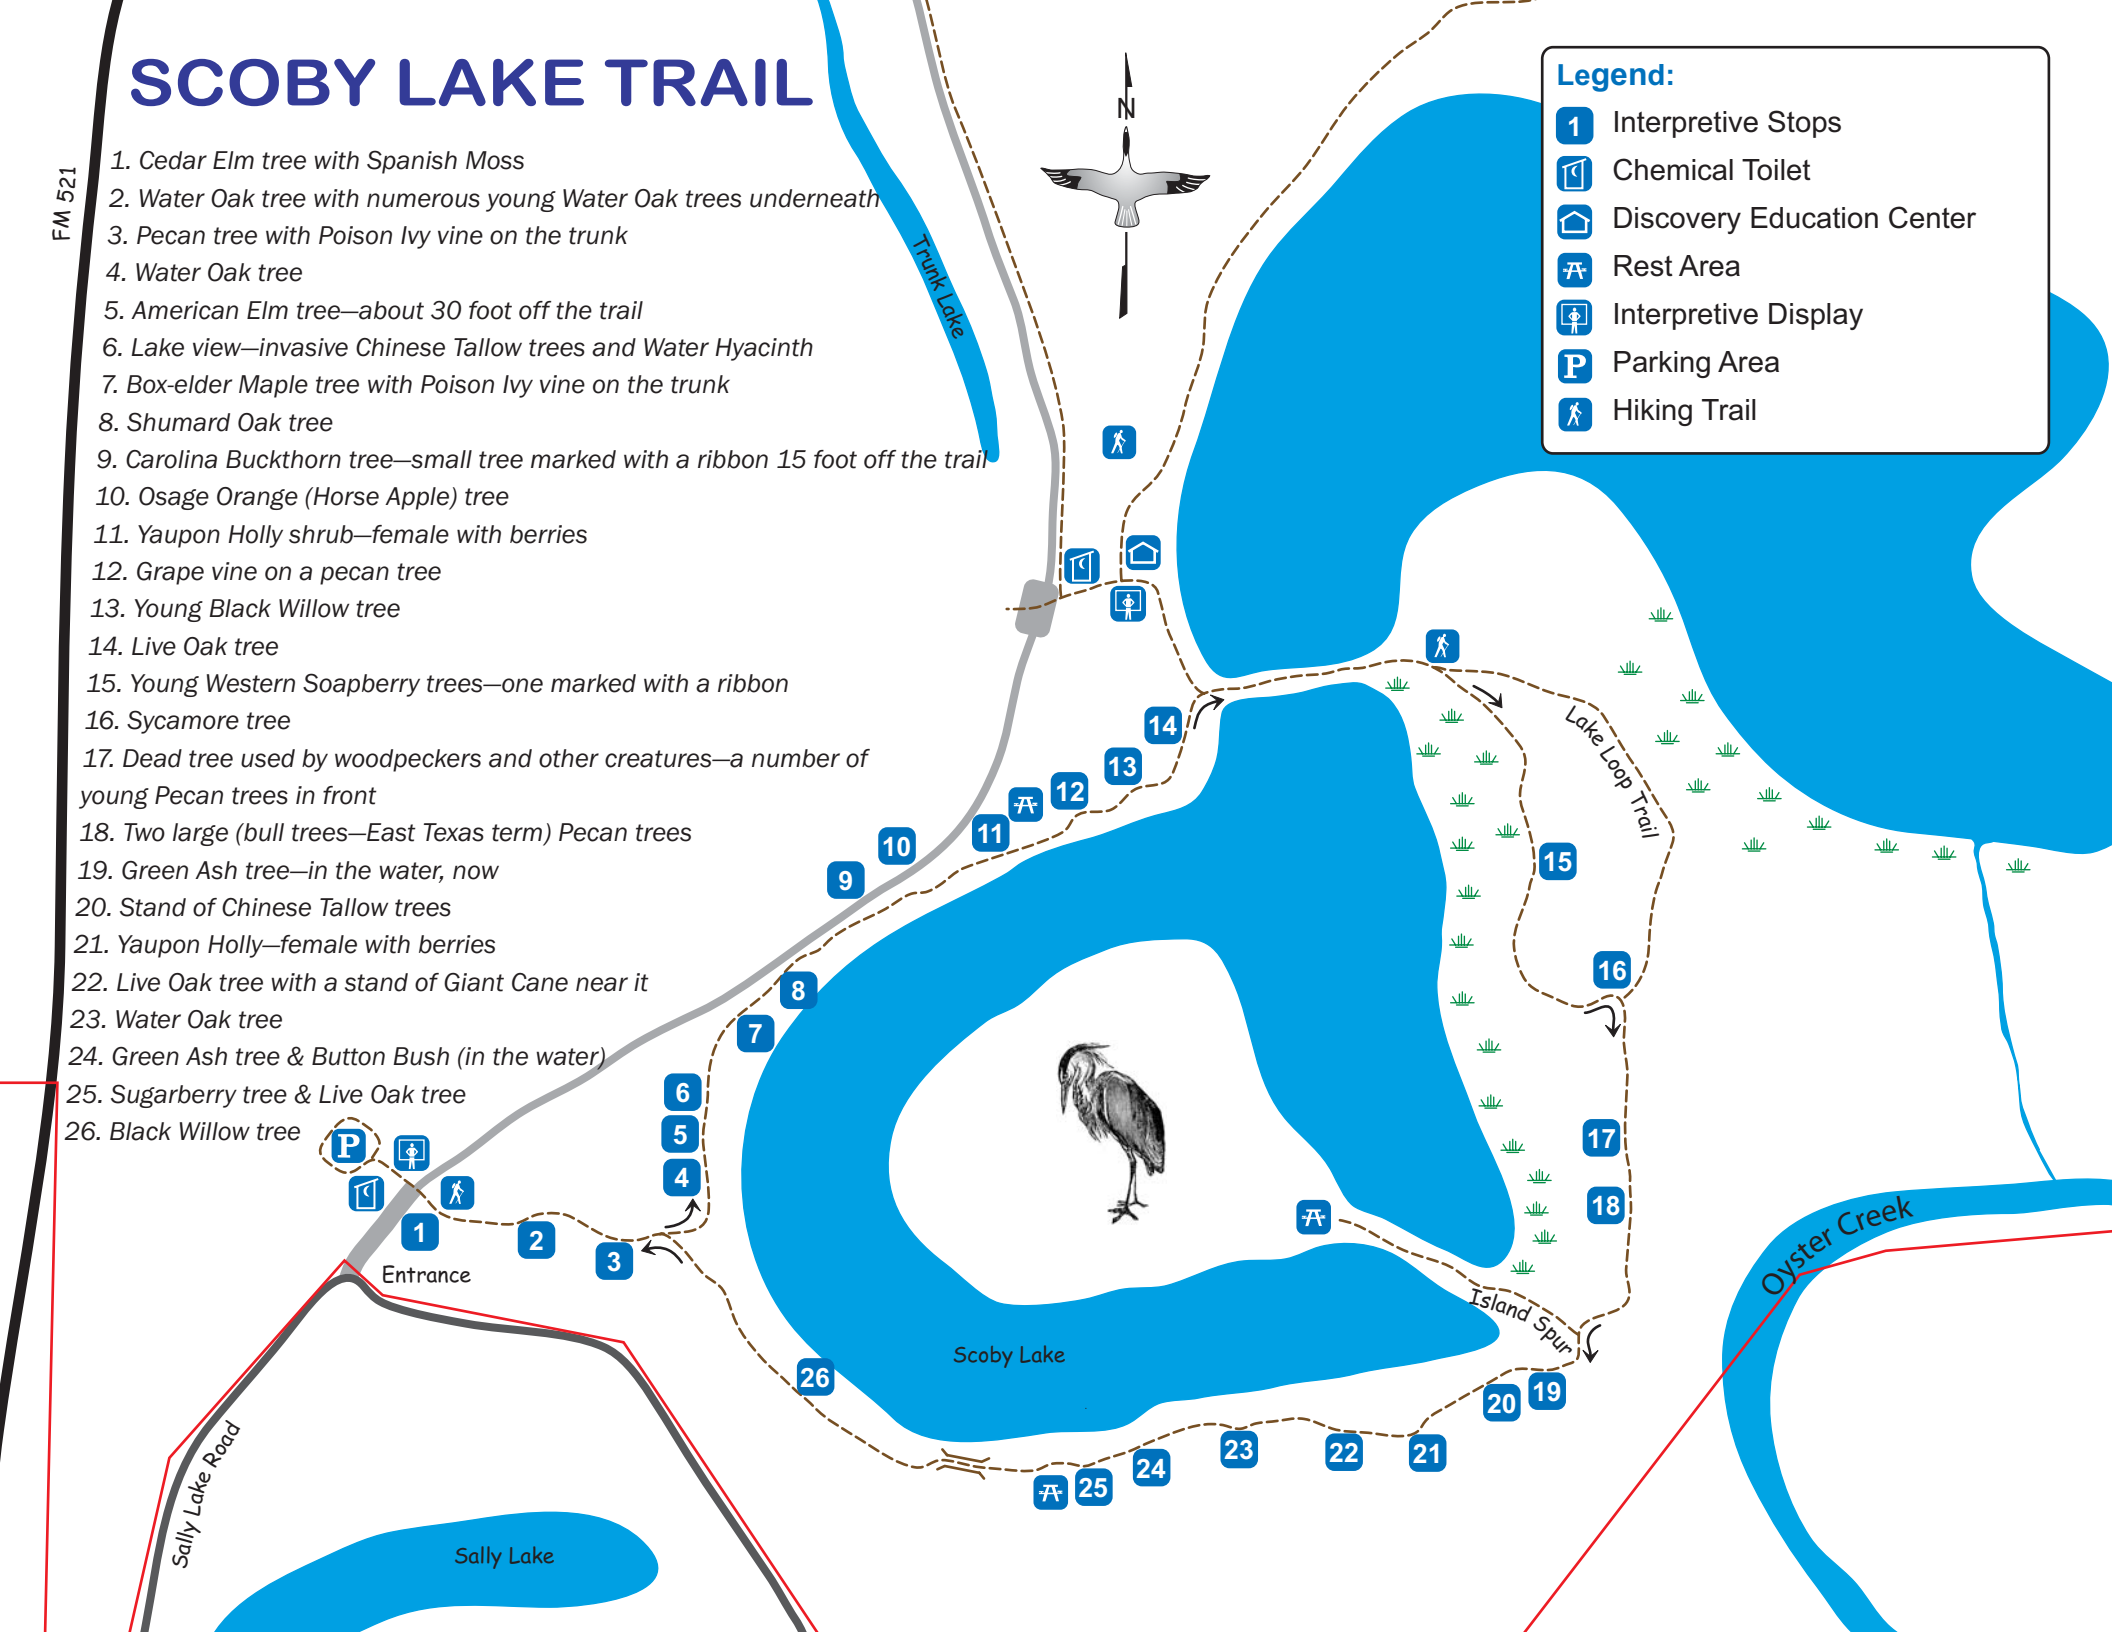 SCOBY LAKE TRAIL
1. Cedar Elm tree with Spanish Moss
2. Water Oak tree with numerous young Water Oak trees underneath
3. Pecan tree with Poison Ivy vine on the trunk
4. Water Oak tree
5. American Elm tree—about 30 foot off the trail
6. Lake view—invasive Chinese Tallow trees and Water Hyacinth
7. Box-elder Maple tree with Poison Ivy vine on the trunk
8. Shumard Oak tree
9. Carolina Buckthorn tree—small tree marked with a ribbon 15 foot off the trail
10. Osage Orange (Horse Apple) tree
11. Yaupon Holly shrub—female with berries
12. Grape vine on a pecan tree
13. Young Black Willow tree
14. Live Oak tree
15. Young Western Soapberry trees—one marked with a ribbon
16. Sycamore tree
17. Dead tree used by woodpeckers and other creatures—a number of
young Pecan trees in front
18. Two large (bull trees—East Texas term) Pecan trees
19. Green Ash tree—in the water, now
20. Stand of Chinese Tallow trees
21. Yaupon Holly—female with berries
22. Live Oak tree with a stand of Giant Cane near it
23. Water Oak tree
24. Green Ash tree & Button Bush (in the water)
25. Sugarberry tree & Live Oak tree
26. Black Willow tree
FM 521
Trunk Lake
N
Legend:
1 Interpretive Stops
Chemical Toilet
Discovery Education Center
Rest Area
Interpretive Display
P Parking Area
Hiking Trail
14
13
12
11
10
9
8
7
6
5
4
P
1
2
3
Entrance
Lake Loop Trail
15
16
17
18
Island Spur
Oyster Creek
Scoby Lake
26
25
24
23
22
21
20
19
Sally Lake Road
Sally Lake